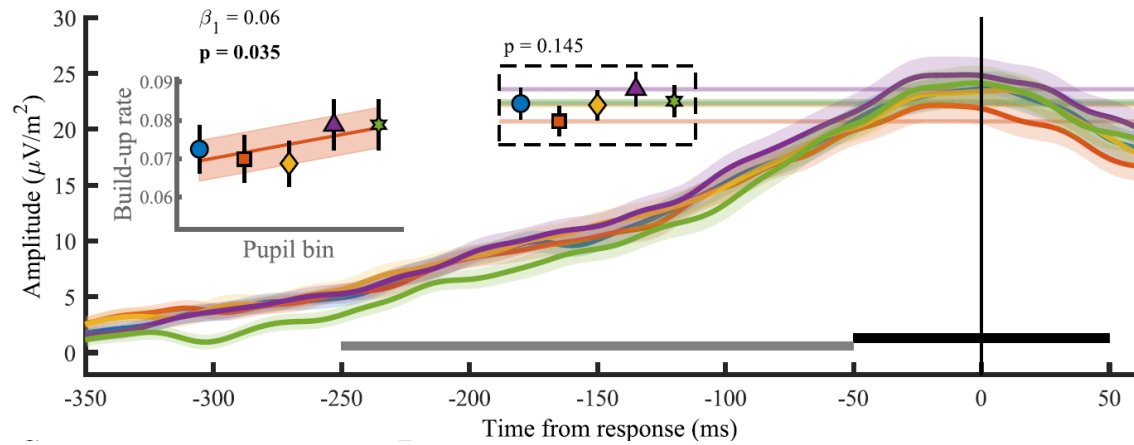 β1 = 0.06
p = 0.035
Build-up rate
0.09
0.08
0.07
0.06
Pupil bin
p = 0.145
Amplitude (μV/m²)
30
25
20
15
10
5
0
-350 -300 -250 -200 -150 -100 -50 0 50
Time from response (ms)